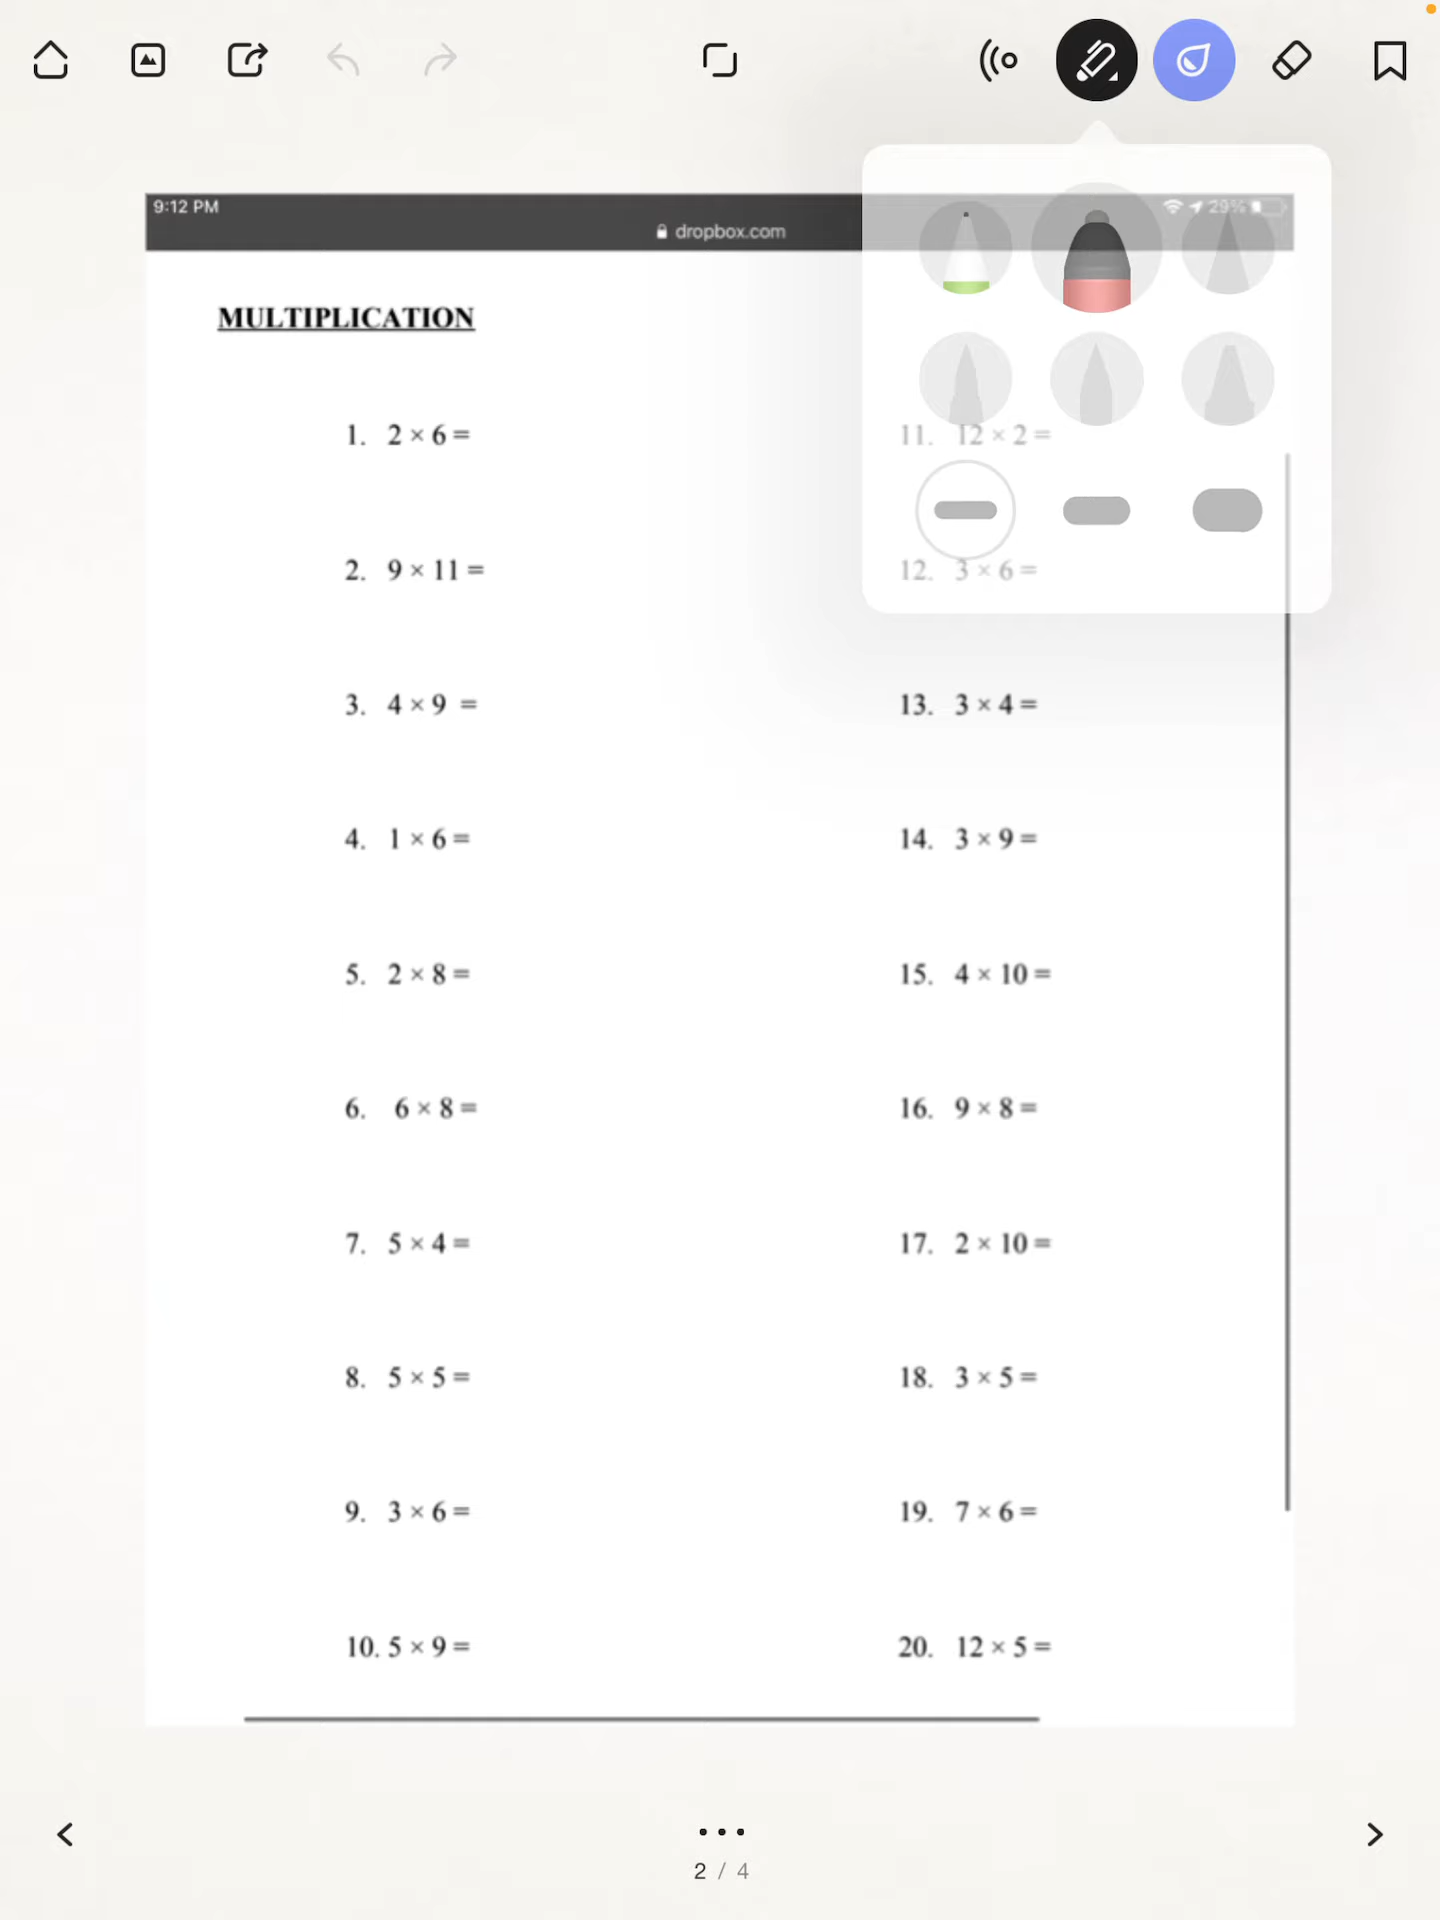 9:12 PM
29%
dropbox.com
MULTIPLICATION
1. 2 × 6 =
2. 9 × 11 =
3. 4 × 9 =
4. 1 × 6 =
5. 2 × 8 =
6. 6 × 8 =
7. 5 × 4 =
8. 5 × 5 =
9. 3 × 6 =
10. 5 × 9 =
11. 12 × 2 =
12. 3 × 6 =
13. 3 × 4 =
14. 3 × 9 =
15. 4 × 10 =
16. 9 × 8 =
17. 2 × 10 =
18. 3 × 5 =
19. 7 × 6 =
20. 12 × 5 =
2 / 4